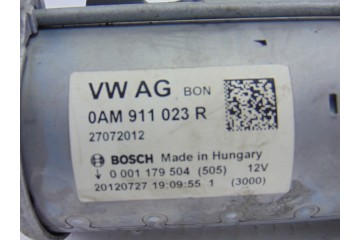 VW AG BON
0AM 911 023 R
27072012
BOSCH Made in Hungary
0 001 179 504 (505) 12V
20120727 19:09:55 1 (3000)